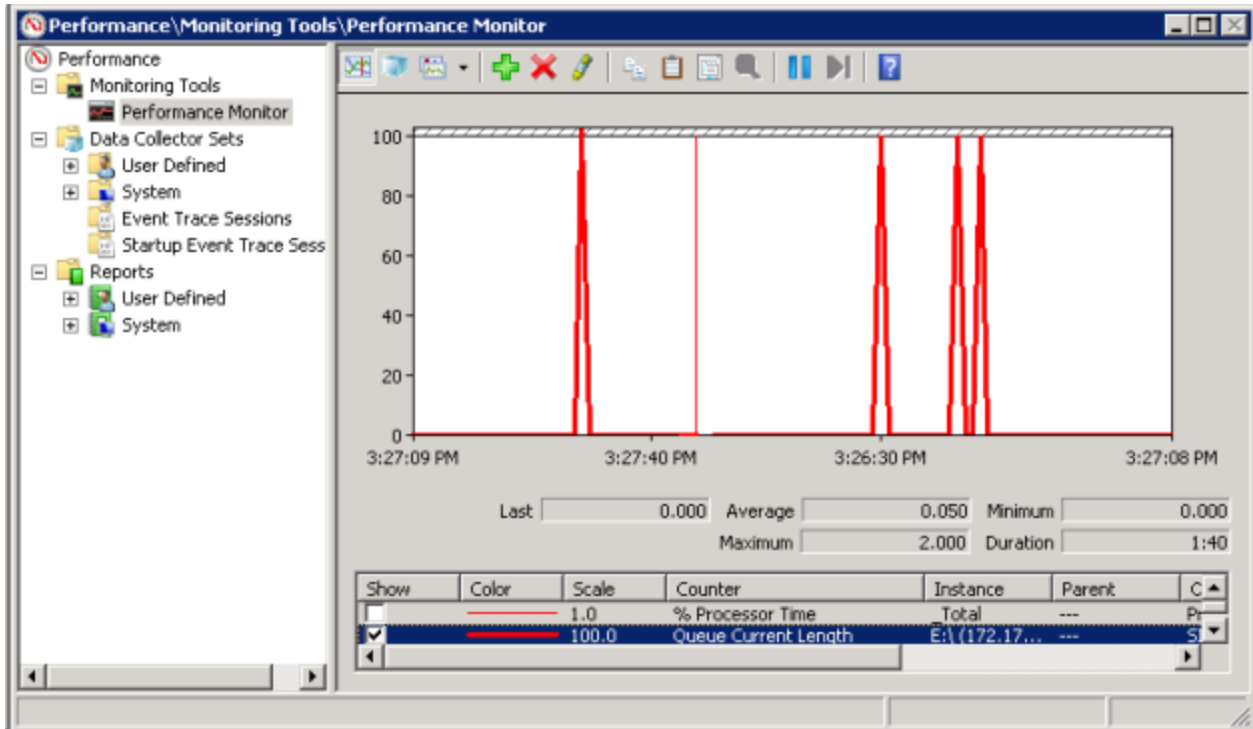 Performance\Monitoring Tools\Performance Monitor
Performance
Monitoring Tools
Performance Monitor
Data Collector Sets
User Defined
System
Event Trace Sessions
Startup Event Trace Sess
Reports
User Defined
System
100
80
60
40
20
0
3:27:09 PM 3:27:40 PM 3:26:30 PM 3:27:08 PM
Last 0.000 Average 0.050 Minimum 0.000
Maximum 2.000 Duration 1:40
Show Color Scale Counter Instance Parent C
1.0 % Processor Time _Total --- Pr
100.0 Queue Current Length E:\ (172.17... ---